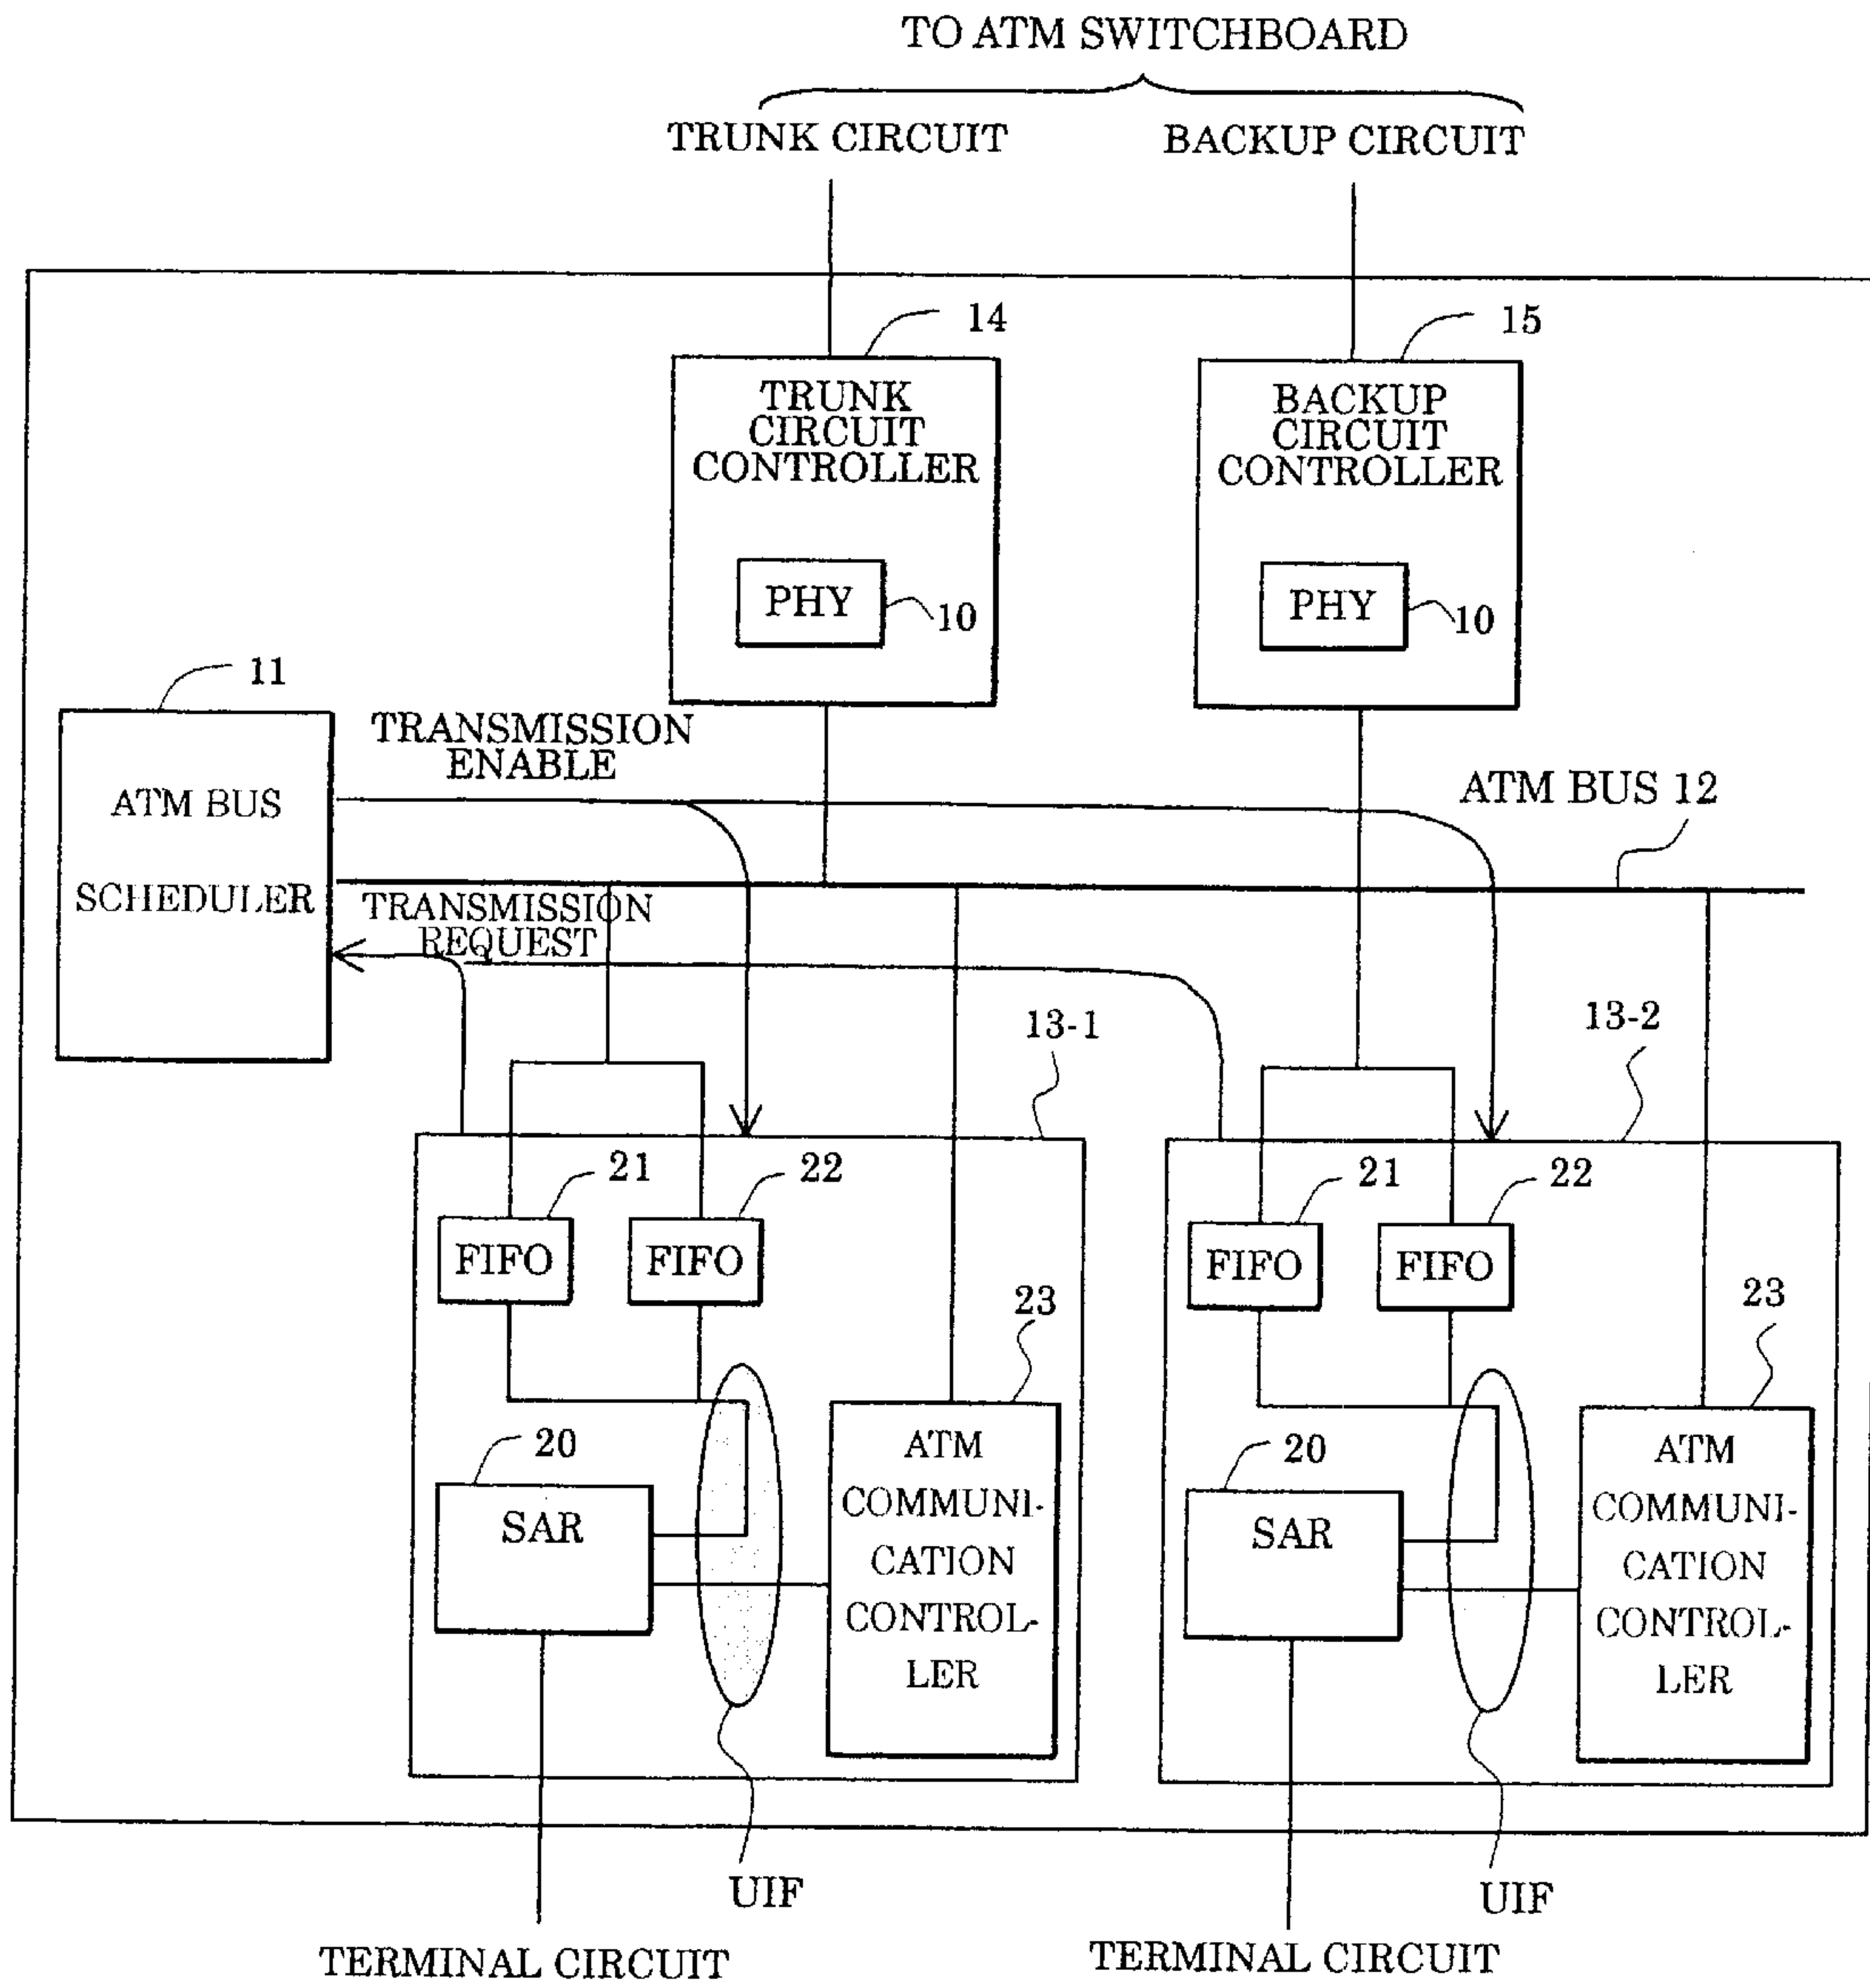 TO ATM SWITCHBOARD
TRUNK CIRCUIT
BACKUP CIRCUIT
14
15
TRUNK
CIRCUIT
CONTROLLER
BACKUP
CIRCUIT
CONTROLLER
PHY
10
PHY
10
11
ATM BUS
SCHEDULER
TRANSMISSION
ENABLE
ATM BUS 12
TRANSMISSION
REQUEST
13-1
13-2
21
22
21
22
FIFO
FIFO
FIFO
FIFO
23
23
20
20
SAR
SAR
ATM
COMMUNI-
CATION
CONTROL-
LER
ATM
COMMUNI-
CATION
CONTROL-
LER
UIF
UIF
TERMINAL CIRCUIT
TERMINAL CIRCUIT